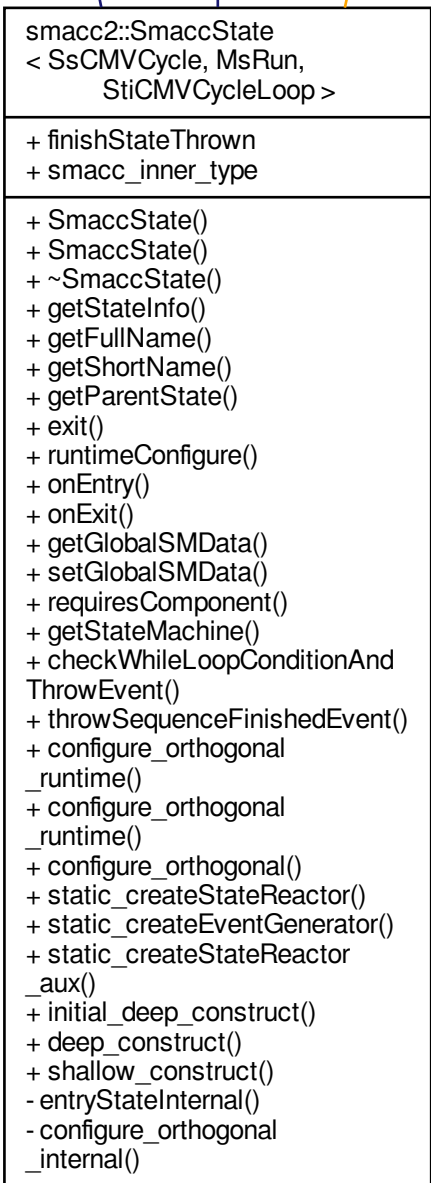 smacc2::SmaccState
< SsCMVCycle, MsRun,
StiCMVCycleLoop >
+ finishStateThrown
+ smacc_inner_type
+ SmaccState()
+ SmaccState()
+ ~SmaccState()
+ getStateInfo()
+ getFullName()
+ getShortName()
+ getParentState()
+ exit()
+ runtimeConfigure()
+ onEntry()
+ onExit()
+ getGlobalSMData()
+ setGlobalSMData()
+ requiresComponent()
+ getStateMachine()
+ checkWhileLoopConditionAnd
ThrowEvent()
+ throwSequenceFinishedEvent()
+ configure_orthogonal
_runtime()
+ configure_orthogonal
_runtime()
+ configure_orthogonal()
+ static_createStateReactor()
+ static_createEventGenerator()
+ static_createStateReactor
_aux()
+ initial_deep_construct()
+ deep_construct()
+ shallow_construct()
- entryStateInternal()
- configure_orthogonal
_internal()